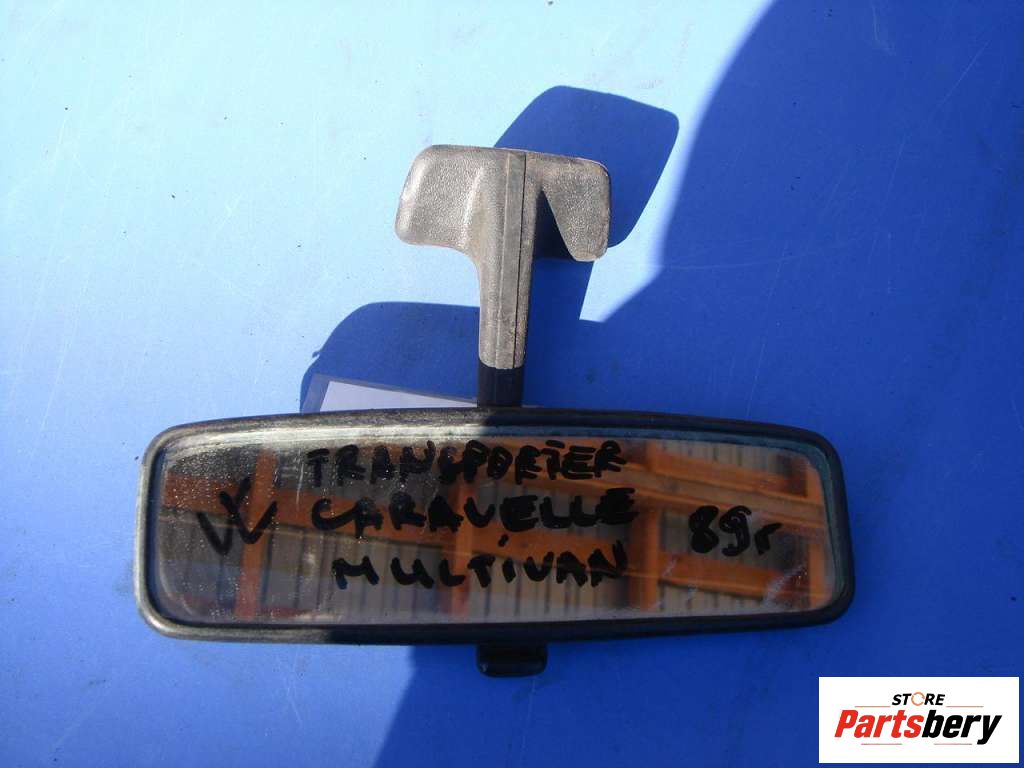 TRANSPORTER
VW CARAVELLE 89r
MULTIVAN
STORE
Partsbery